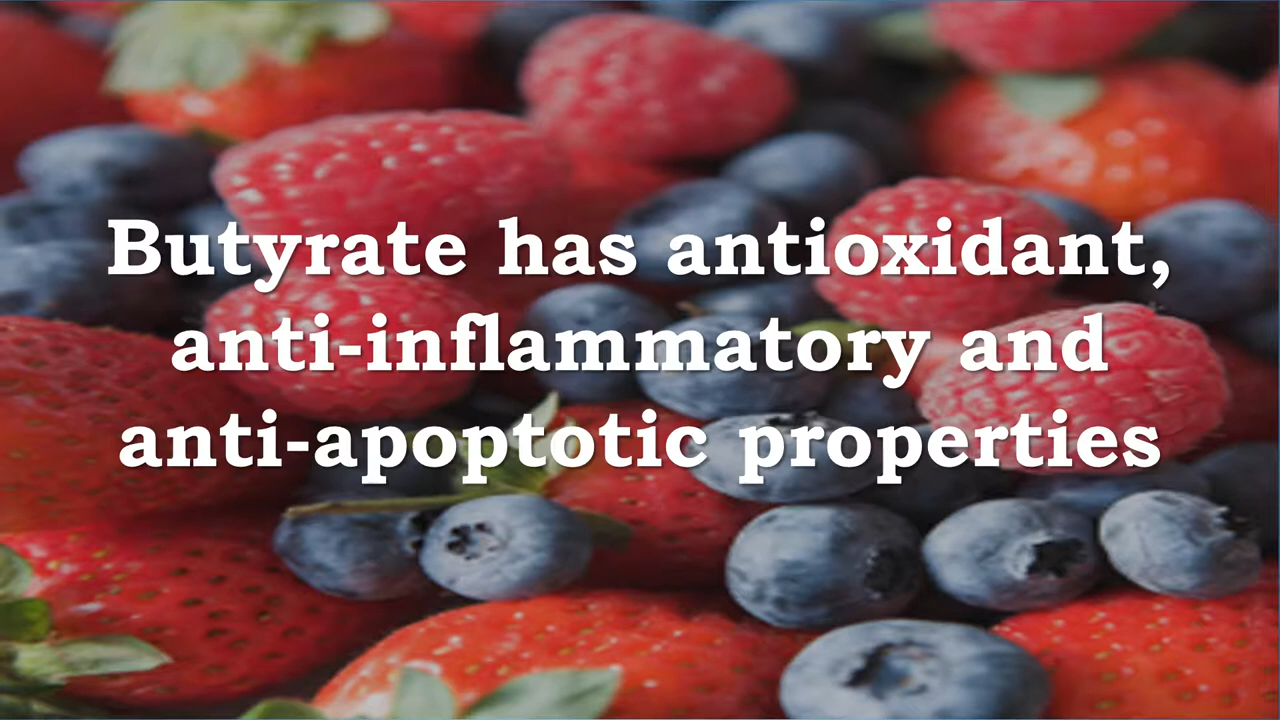 Butyrate has antioxidant,
anti-inflammatory and
anti-apoptotic properties